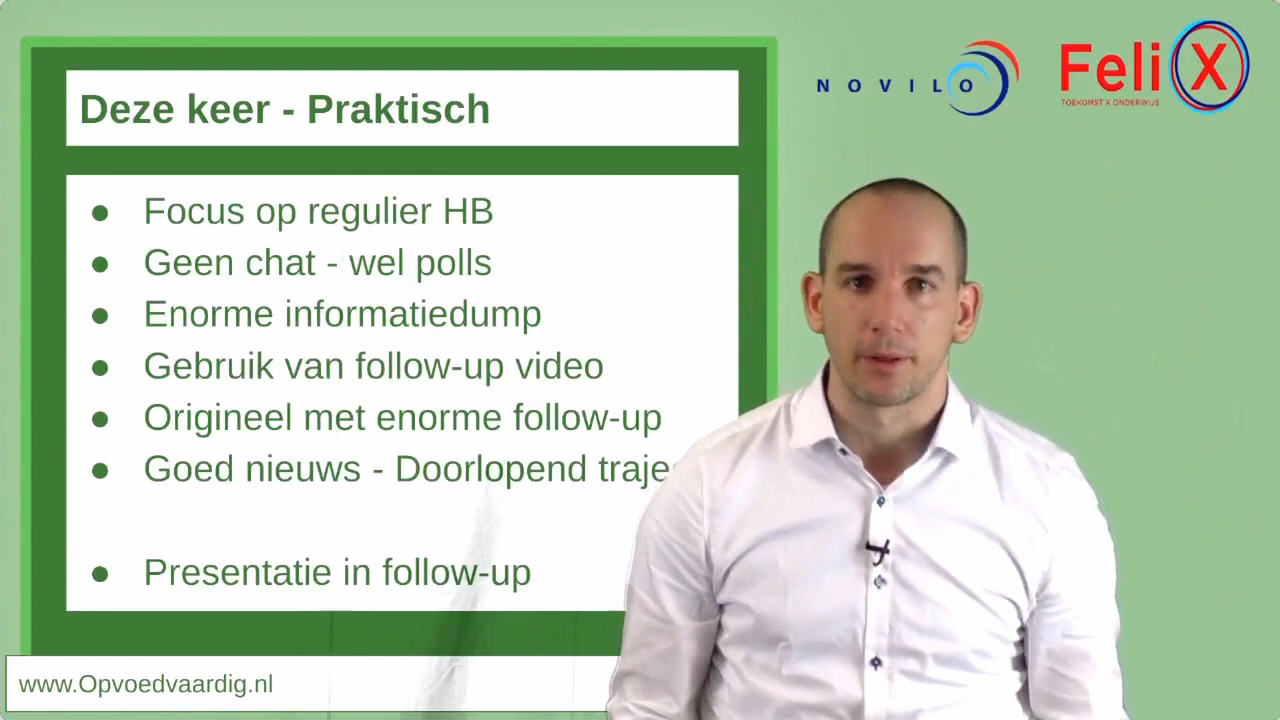 Deze keer - Praktisch
NOVILO
FeliX
TOEKOMST X ONDERWIJS
● Focus op regulier HB
● Geen chat - wel polls
● Enorme informatiedump
● Gebruik van follow-up video
● Origineel met enorme follow-up
● Goed nieuws - Doorlopend traje
● Presentatie in follow-up
www.Opvoedvaardig.nl